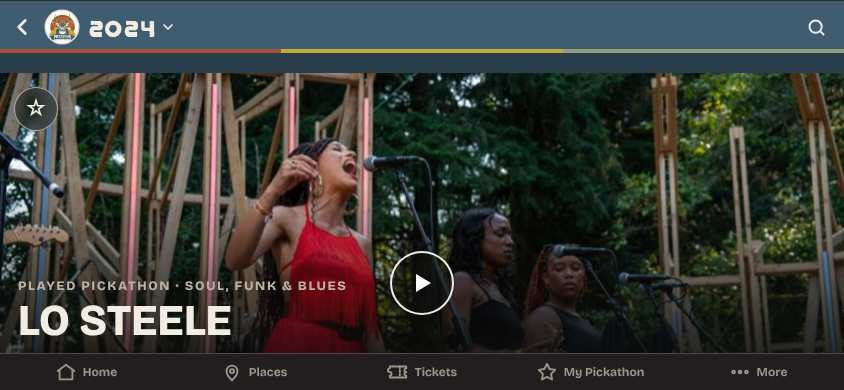 2024
PLAYED PICKATHON · SOUL, FUNK & BLUES
LO STEELE
Home
Places
Tickets
My Pickathon
More